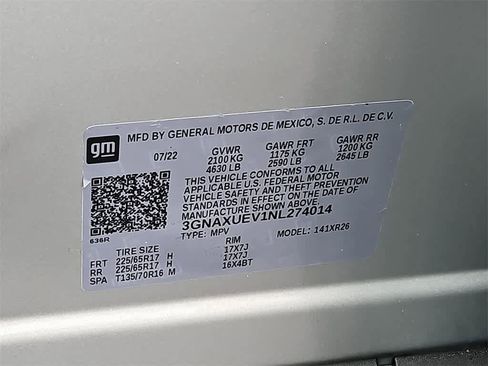 gm
MFD BY GENERAL MOTORS DE MEXICO, S. DE R.L. DE C.V.
07/22 GVWR GAWR FRT GAWR RR
2100 KG 1175 KG 1200 KG
4630 LB 2590 LB 2645 LB
THIS VEHICLE CONFORMS TO ALL
APPLICABLE U.S. FEDERAL MOTOR
VEHICLE SAFETY AND THEFT PREVENTION
STANDARDS IN EFFECT ON THE DATE OF
MANUFACTURE SHOWN ABOVE.
3GNAXUEV1NL274014
636R
TYPE: MPV MODEL: 141XR26
TIRE SIZE RIM
FRT 225/65R17 H 17X7J
RR 225/65R17 H 17X7J
SPA T135/70R16 M 16X4BT